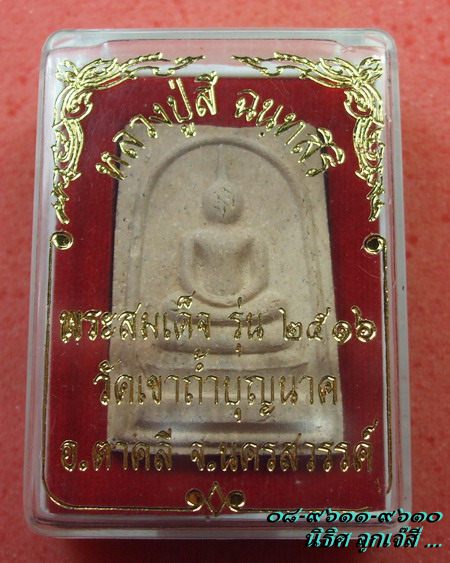 หลวงปู่สี ฉนฺทสิริ
พระสมเด็จ รุ่น ๒๕๑๖
วัดเขาถ้ำบุญนาค
อ.ตาคลี จ.นครสวรรค์
๐๘-๙๖๑๑-๙๖๑๐
นิธิศ ลูกเจ๊สี ...